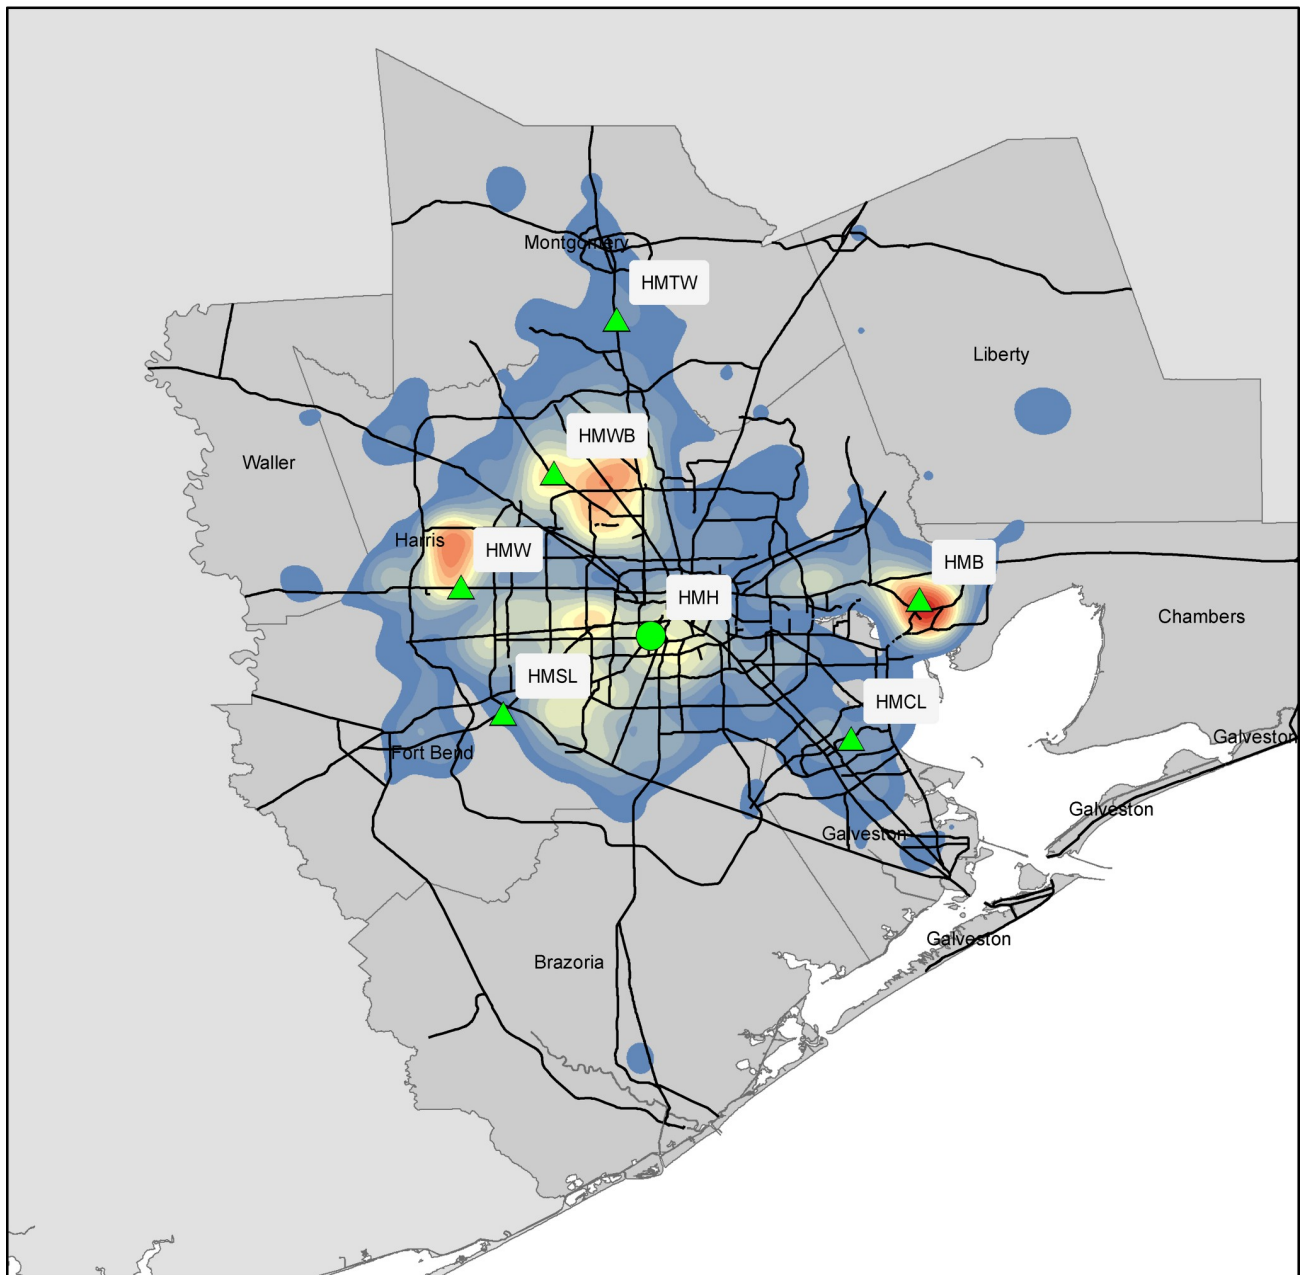 Montgomery
HMTW
Liberty
HMWB
Waller
Harris
HMW
HMB
HMH
Chambers
HMSL
HMCL
Fort Bend
Galveston
Galveston
Galveston
Galveston
Brazoria